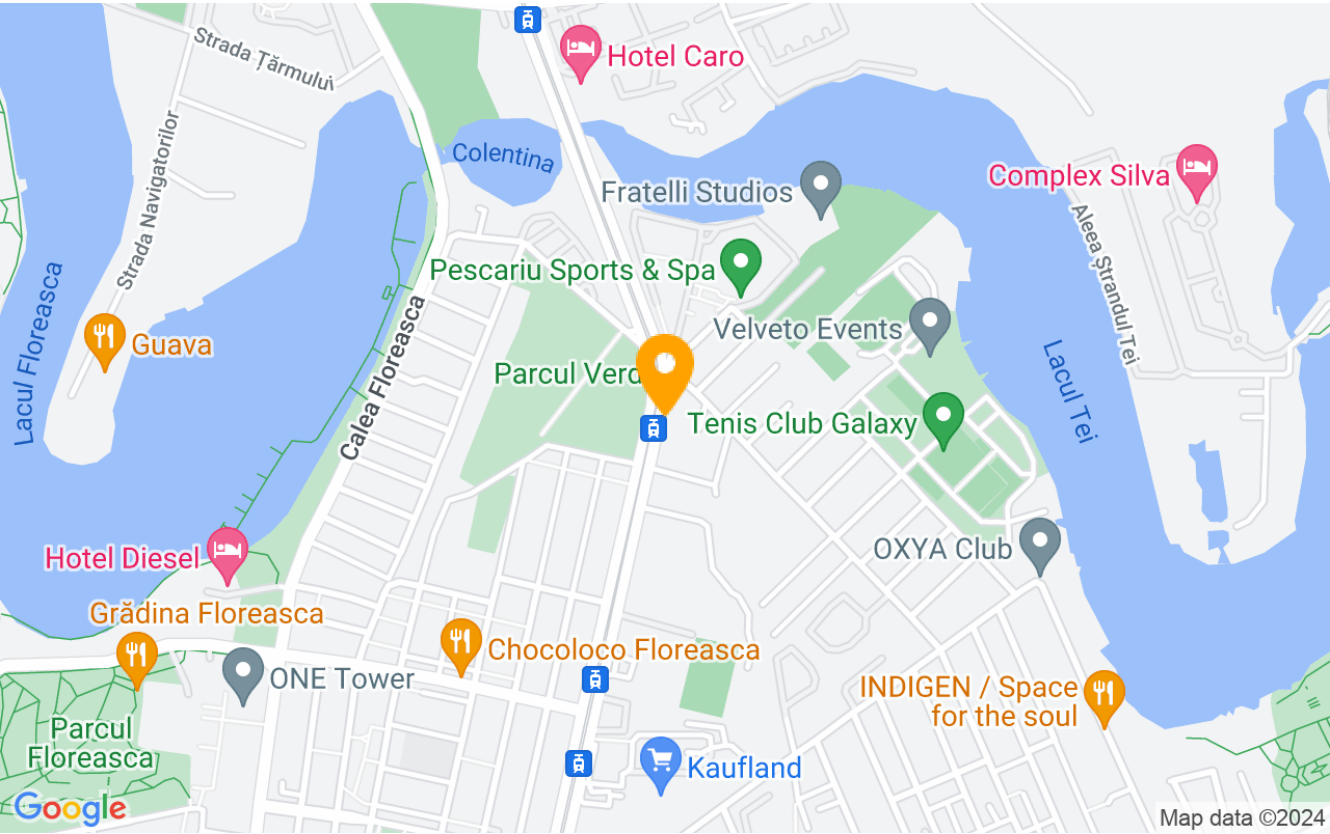 Strada Țărmului
Hotel Caro
Colentina
Strada Navigatorilor
Fratelli Studios
Complex Silva
Aleea Ștrandul Tei
Pescariu Sports & Spa
Lacul Floreasca
Calea Floreasca
Guava
Velveto Events
Parcul Verd
Lacul Tei
Tenis Club Galaxy
Hotel Diesel
OXYA Club
Grădina Floreasca
Chocoloco Floreasca
ONE Tower
INDIGEN / Space
for the soul
Parcul
Floreasca
Kaufland
Google
Map data ©2024